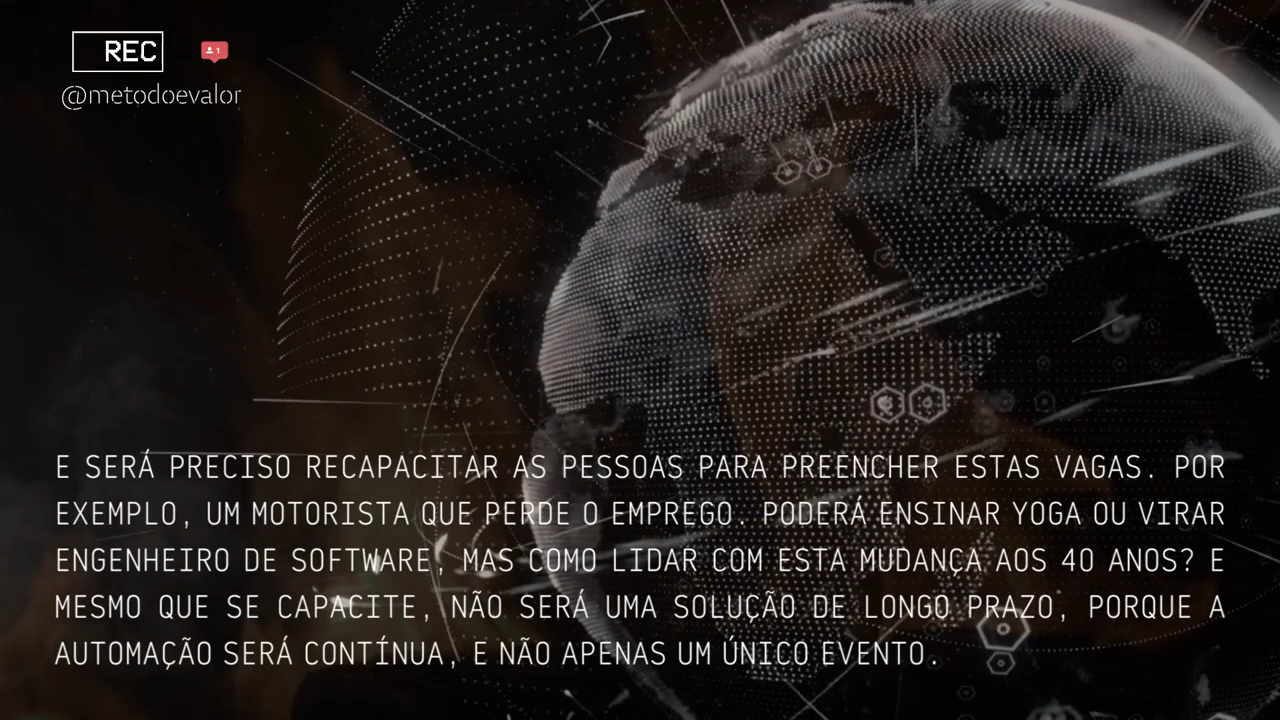 REC
1
@metodoevalor
E SERÁ PRECISO RECAPACITAR AS PESSOAS PARA PREENCHER ESTAS VAGAS. POR
EXEMPLO, UM MOTORISTA QUE PERDE O EMPREGO. PODERÁ ENSINAR YOGA OU VIRAR
ENGENHEIRO DE SOFTWARE, MAS COMO LIDAR COM ESTA MUDANÇA AOS 40 ANOS? E
MESMO QUE SE CAPACITE, NÃO SERÁ UMA SOLUÇÃO DE LONGO PRAZO, PORQUE A
AUTOMAÇÃO SERÁ CONTÍNUA, E NÃO APENAS UM ÚNICO EVENTO.